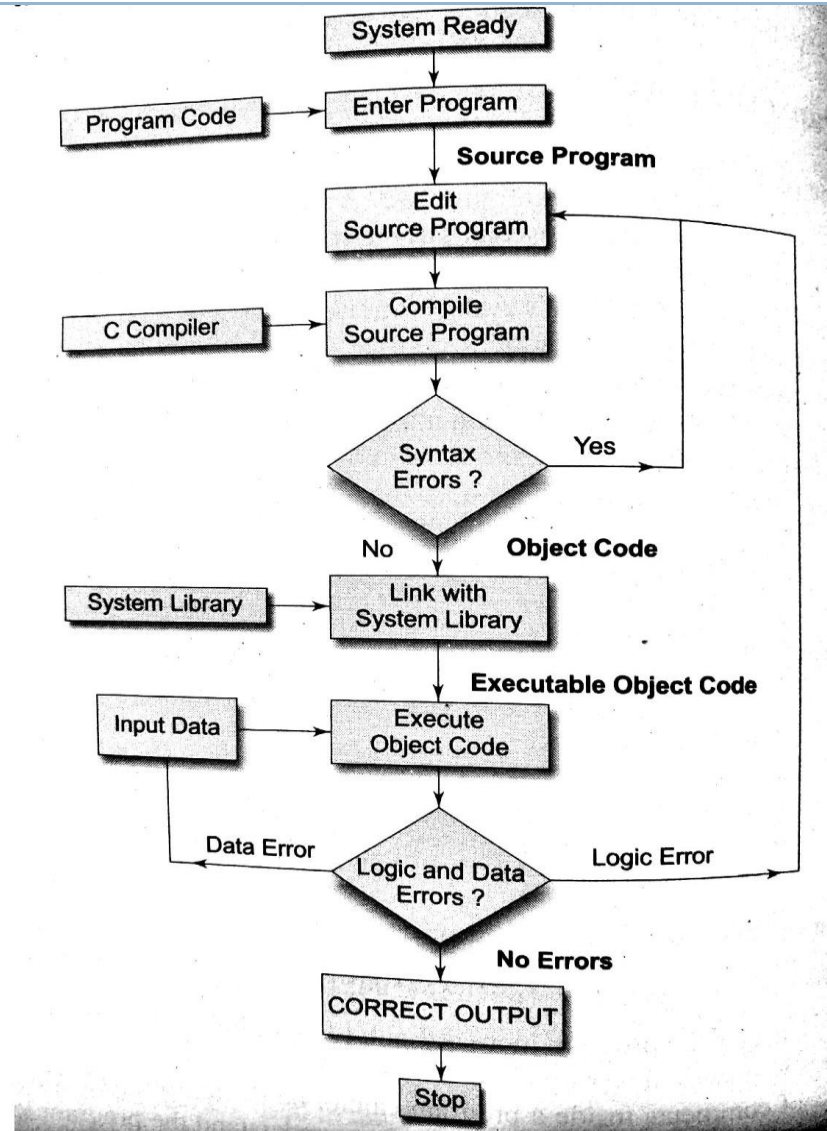 System Ready
Program Code
Enter Program
Source Program
Edit
Source Program
C Compiler
Compile
Source Program
Syntax
Errors ?
Yes
No
Object Code
System Library
Link with
System Library
Executable Object Code
Input Data
Execute
Object Code
Data Error
Logic and Data
Errors ?
Logic Error
No Errors
CORRECT OUTPUT
Stop